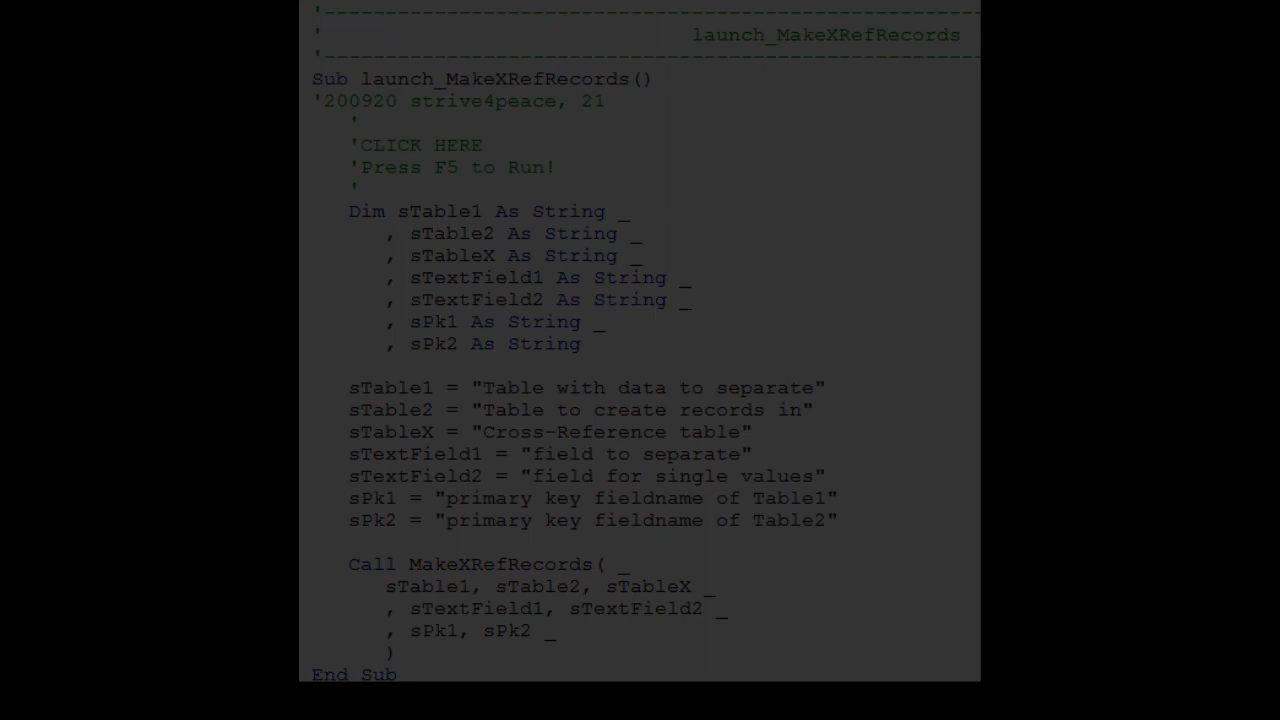 '------------------------------------------------------
' launch_MakeXRefRecords
'------------------------------------------------------
Sub launch_MakeXRefRecords()
'200920 strive4peace, 21
'
'CLICK HERE
'Press F5 to Run!
'
Dim sTable1 As String _
, sTable2 As String _
, sTableX As String _
, sTextField1 As String _
, sTextField2 As String _
, sPk1 As String _
, sPk2 As String
sTable1 = "Table with data to separate"
sTable2 = "Table to create records in"
sTableX = "Cross-Reference table"
sTextField1 = "field to separate"
sTextField2 = "field for single values"
sPk1 = "primary key fieldname of Table1"
sPk2 = "primary key fieldname of Table2"
Call MakeXRefRecords( _
sTable1, sTable2, sTableX _
, sTextField1, sTextField2 _
, sPk1, sPk2 _
)
End Sub